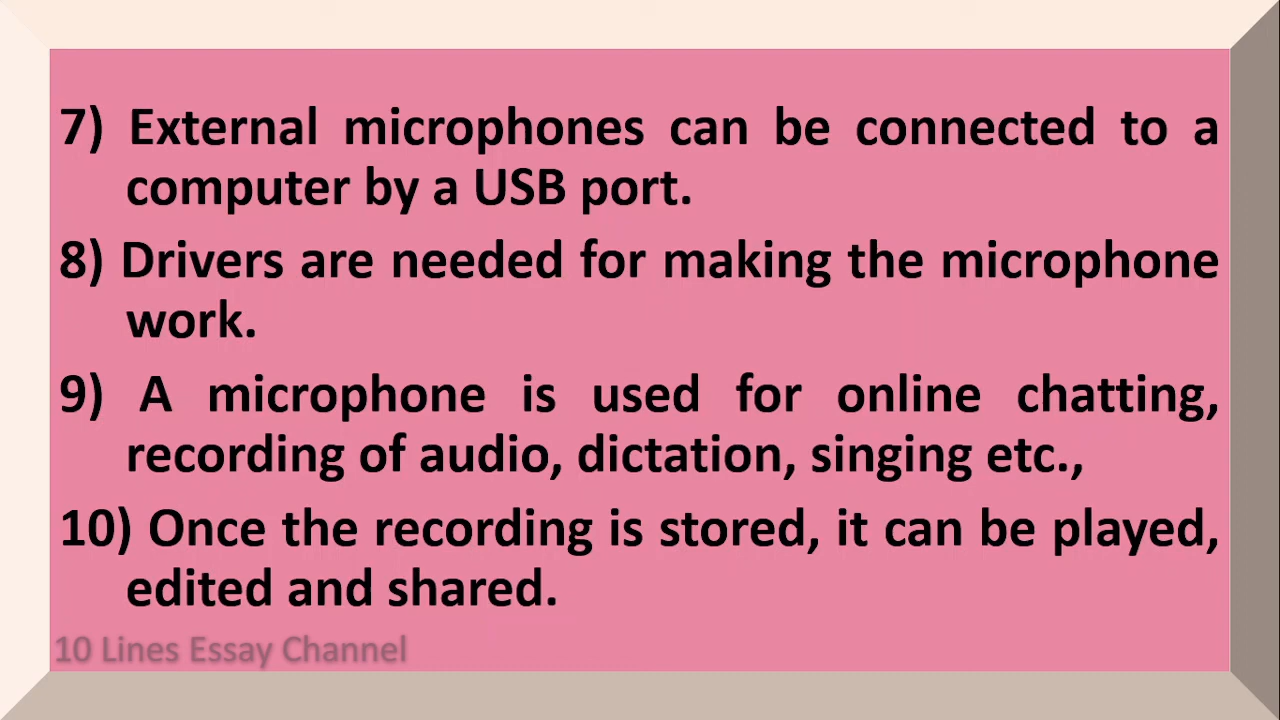 7) External microphones can be connected to a
computer by a USB port.
8) Drivers are needed for making the microphone
work.
9) A microphone is used for online chatting,
recording of audio, dictation, singing etc.,
10) Once the recording is stored, it can be played,
edited and shared.
10 Lines Essay Channel